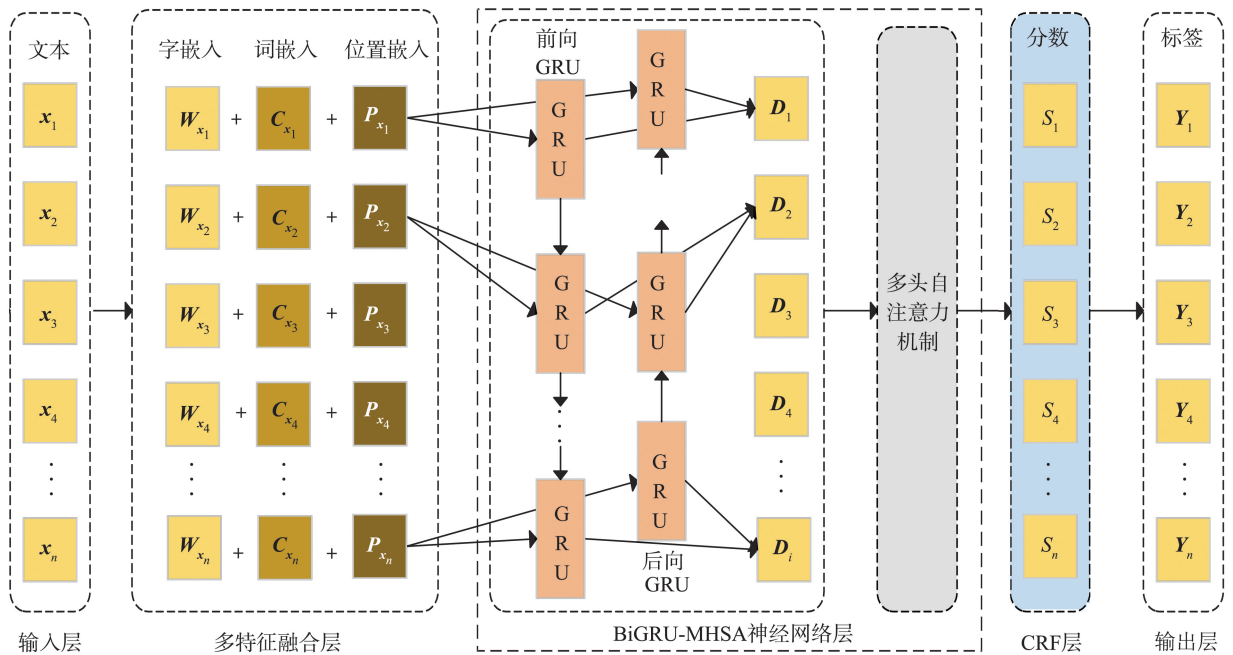 文本
字嵌入 词嵌入 位置嵌入
前向
GRU
分数
标签
x1 Wx1 + Cx1 + Px1 GRU GRU D1 S1 Y1
x2 Wx2 + Cx2 + Px2 D2 S2 Y2
x3 Wx3 + Cx3 + Px3 GRU GRU D3 S3 Y3
多头自
注意力
机制
x4 Wx4 + Cx4 + Px4 D4 S4 Y4
xn Wxn + Cxn + Pxn GRU GRU Di Sn Yn
后向
GRU
输入层 多特征融合层 BiGRU-MHSA神经网络层 CRF层 输出层